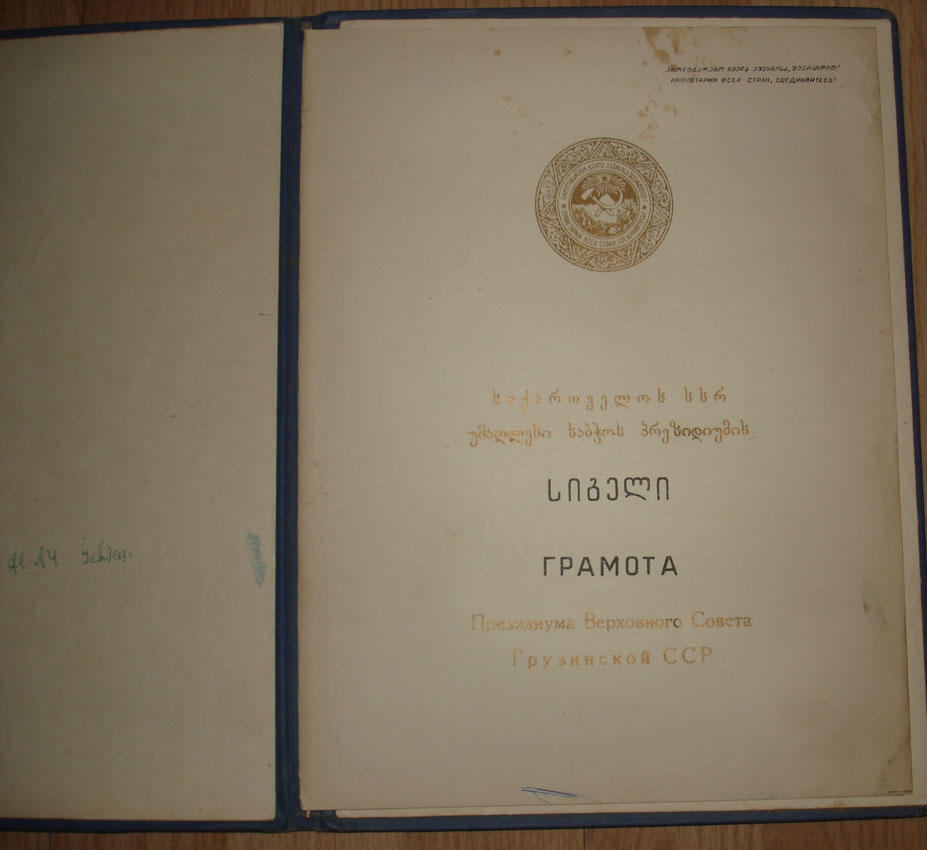 პროლეტარებო ყველა ქვეყნისა, შეერთდით!
ПРОЛЕТАРИИ ВСЕХ СТРАН, СОЕДИНЯЙТЕСЬ!
საქართველოს სსრ
უმაღლესი საბჭოს პრეზიდიუმის
სიგელი
ГРАМОТА
Президиума Верховного Совета
Грузинской ССР